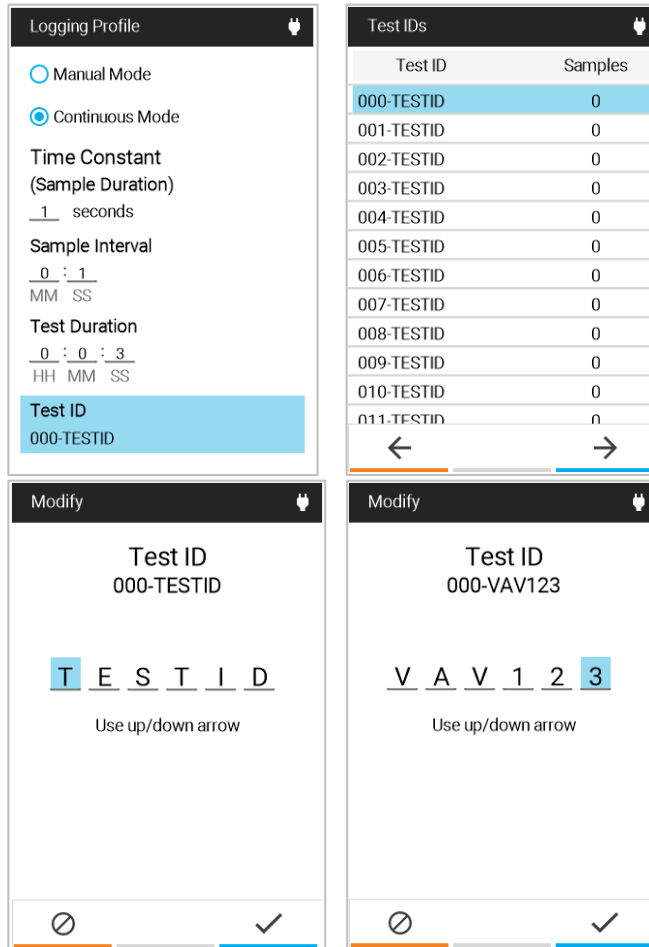 Logging Profile
Manual Mode
Continuous Mode
Time Constant
(Sample Duration)
1 seconds
Sample Interval
0 : 1
MM SS
Test Duration
0 : 0 : 3
HH MM SS
Test ID
000-TESTID
Test IDs
Test ID Samples
000-TESTID 0
001-TESTID 0
002-TESTID 0
003-TESTID 0
004-TESTID 0
005-TESTID 0
006-TESTID 0
007-TESTID 0
008-TESTID 0
009-TESTID 0
010-TESTID 0
011-TESTID 0
Modify
Test ID
000-TESTID
T E S T I D
Use up/down arrow
Modify
Test ID
000-VAV123
V A V 1 2 3
Use up/down arrow